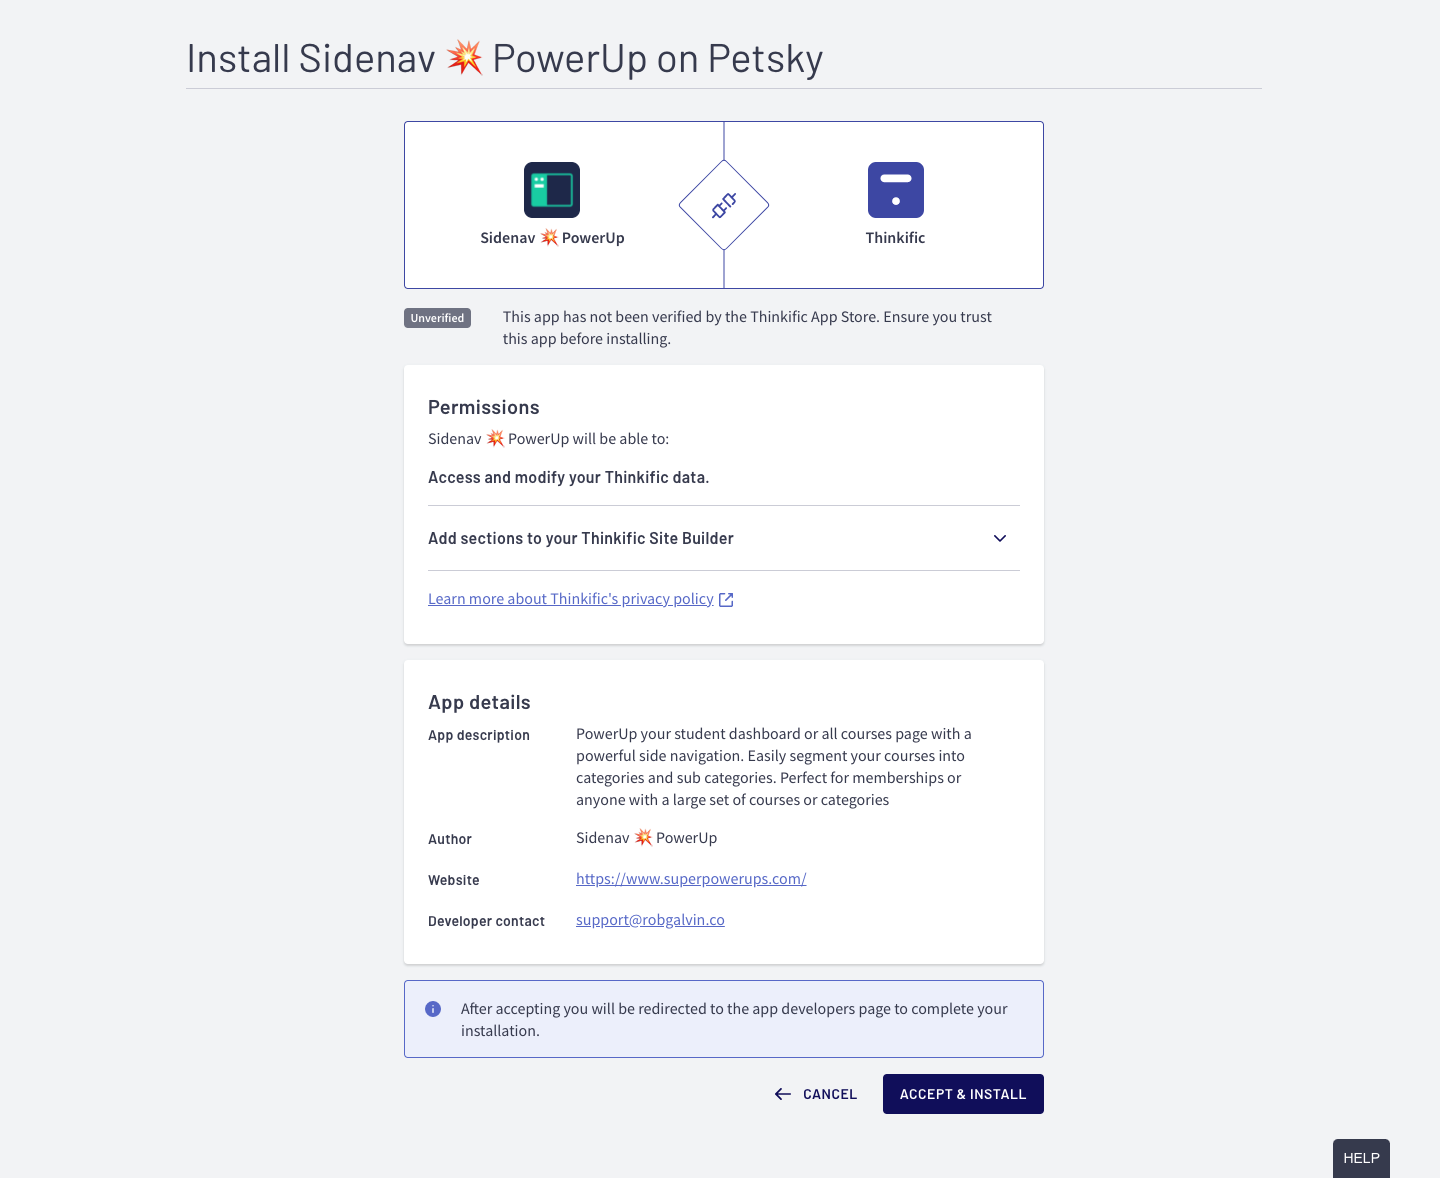 Install Sidenav 💥 PowerUp on Petsky
Sidenav 💥 PowerUp
Thinkific
Unverified
This app has not been verified by the Thinkific App Store. Ensure you trust
this app before installing.
Permissions
Sidenav 💥 PowerUp will be able to:
Access and modify your Thinkific data.
Add sections to your Thinkific Site Builder
Learn more about Thinkific's privacy policy
App details
App description
PowerUp your student dashboard or all courses page with a
powerful side navigation. Easily segment your courses into
categories and sub categories. Perfect for memberships or
anyone with a large set of courses or categories
Author
Sidenav 💥 PowerUp
Website
https://www.superpowerups.com/
Developer contact
support@robgalvin.co
After accepting you will be redirected to the app developers page to complete your
installation.
CANCEL
ACCEPT & INSTALL
HELP